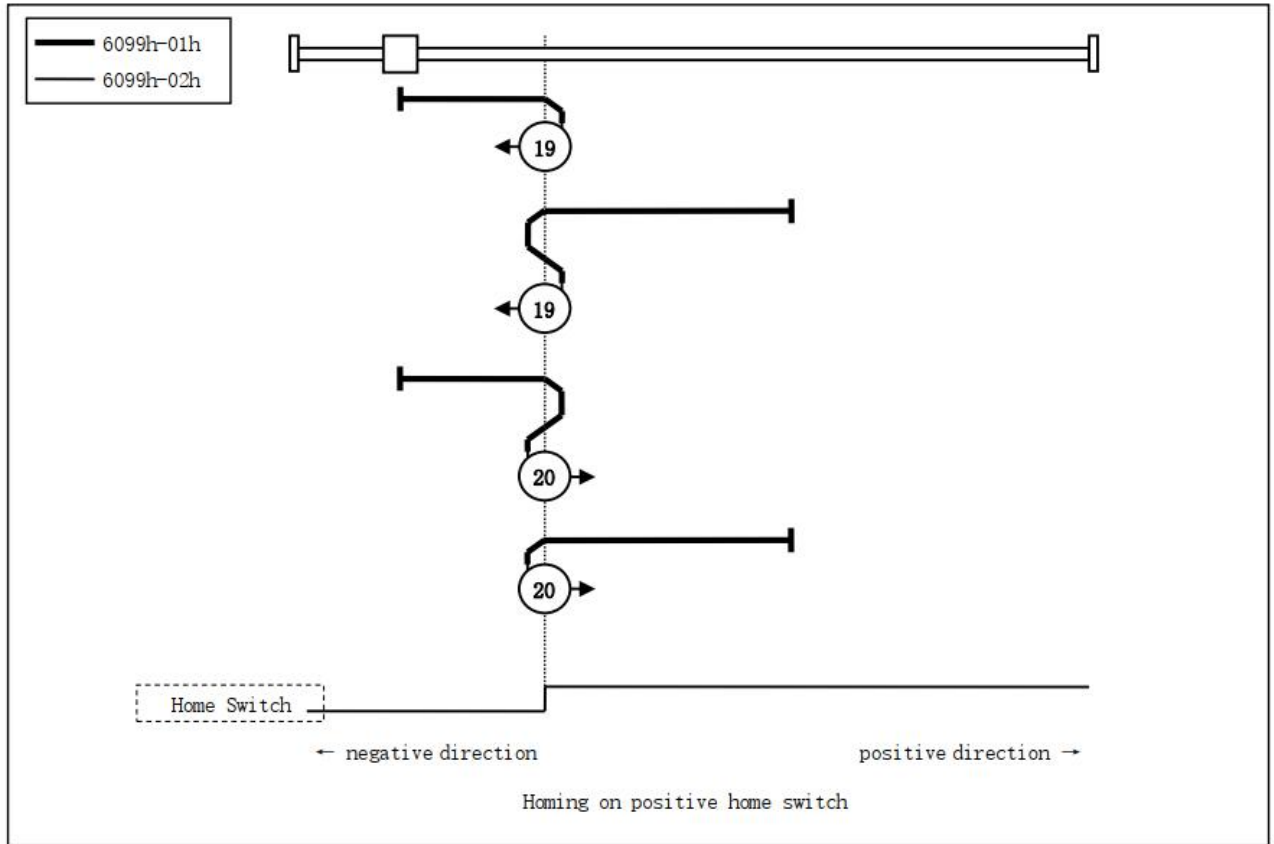 6099h-01h
6099h-02h
19
19
20
20
Home Switch
← negative direction
positive direction →
Homing on positive home switch